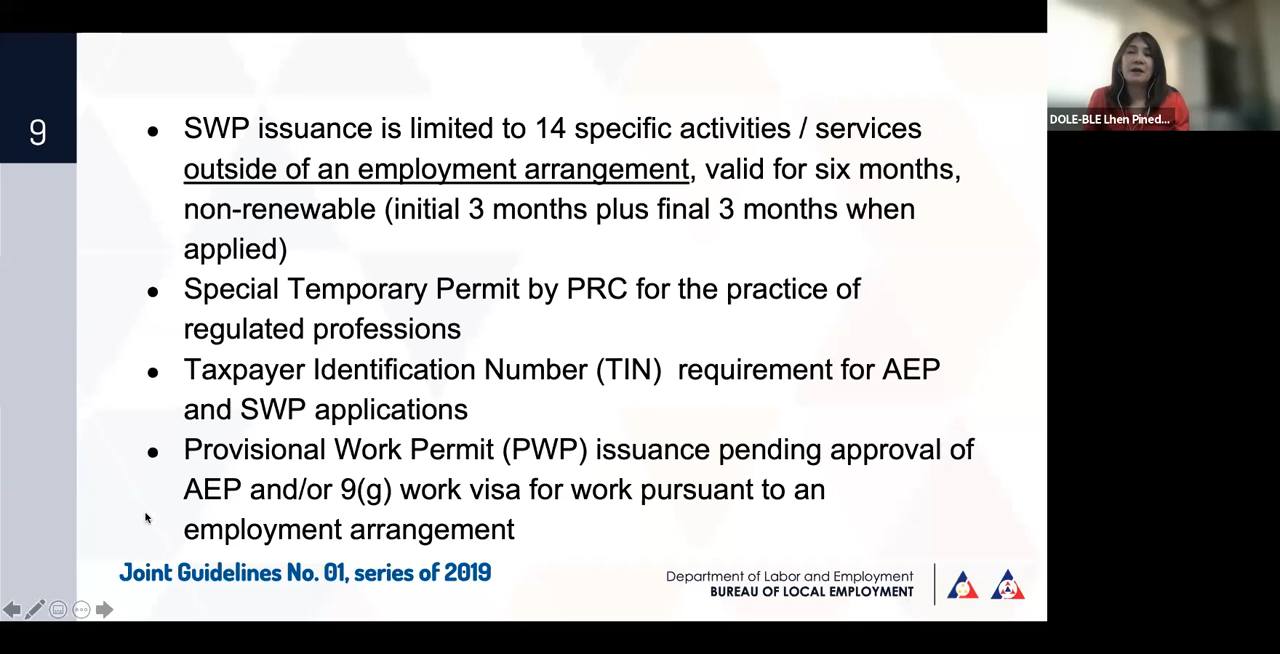 DOLE-BLE Lhen Pined...
9
• SWP issuance is limited to 14 specific activities / services
outside of an employment arrangement, valid for six months,
non-renewable (initial 3 months plus final 3 months when
applied)
• Special Temporary Permit by PRC for the practice of
regulated professions
• Taxpayer Identification Number (TIN)  requirement for AEP
and SWP applications
• Provisional Work Permit (PWP) issuance pending approval of
AEP and/or 9(g) work visa for work pursuant to an
employment arrangement
Joint Guidelines No. 01, series of 2019
Department of Labor and Employment
BUREAU OF LOCAL EMPLOYMENT